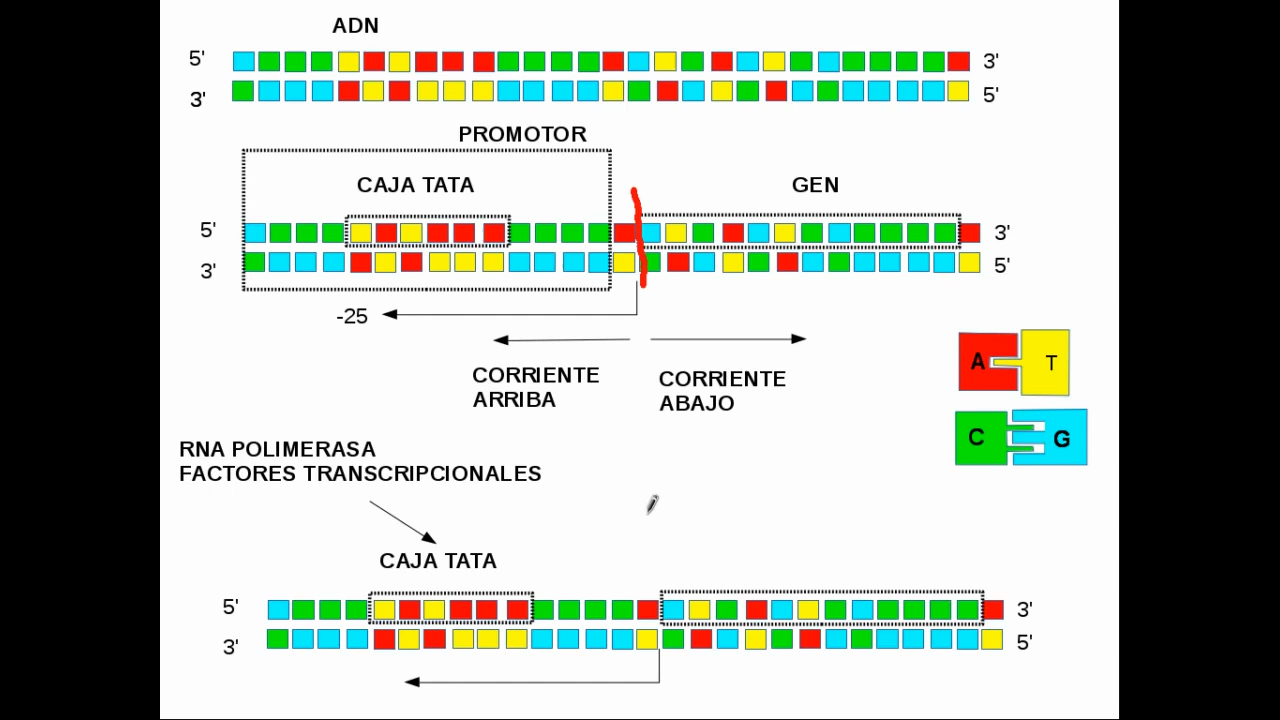 ADN
5'
3'
3'
5'
PROMOTOR
CAJA TATA
GEN
5'
3'
3'
5'
-25
CORRIENTE
ARRIBA
CORRIENTE
ABAJO
A T
C G
RNA POLIMERASA
FACTORES TRANSCRIPCIONALES
CAJA TATA
5'
3'
3'
5'